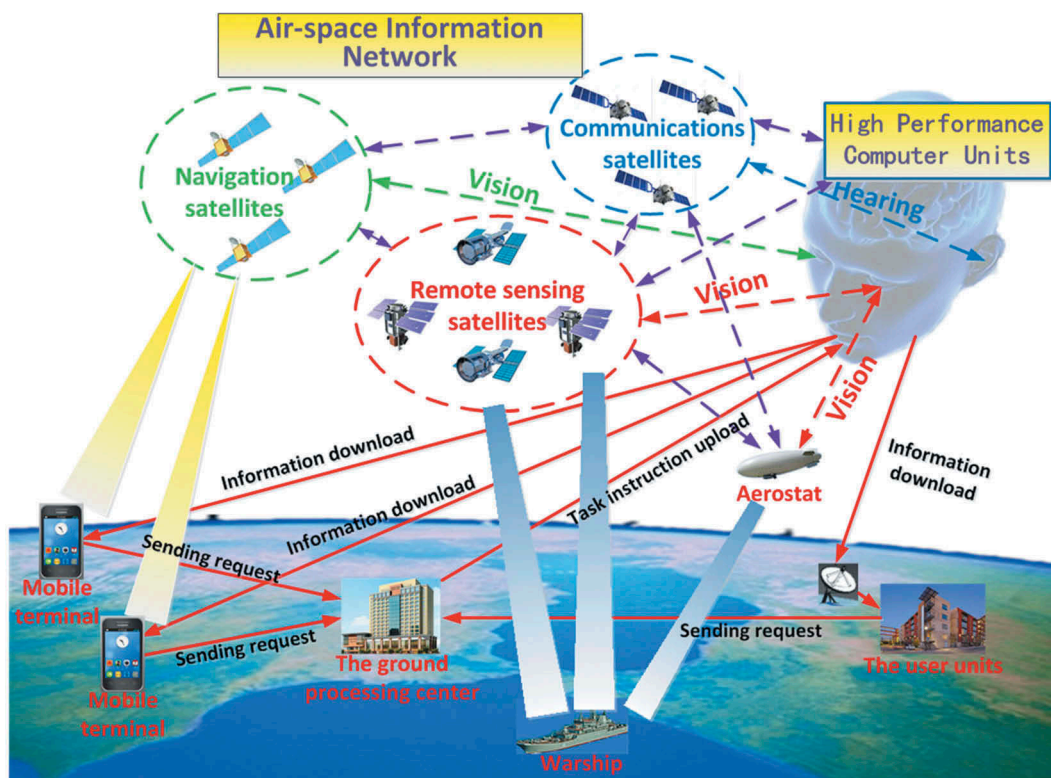 Air-space Information
Network
Communications
satellites
High Performance
Computer Units
Navigation
satellites
Vision
Hearing
Remote sensing
satellites
Vision
Vision
Information download
Information download
Task instruction upload
Information
download
Aerostat
Sending request
Mobile
terminal
Sending request
The ground
processing center
Sending request
The user units
Mobile
terminal
Warship